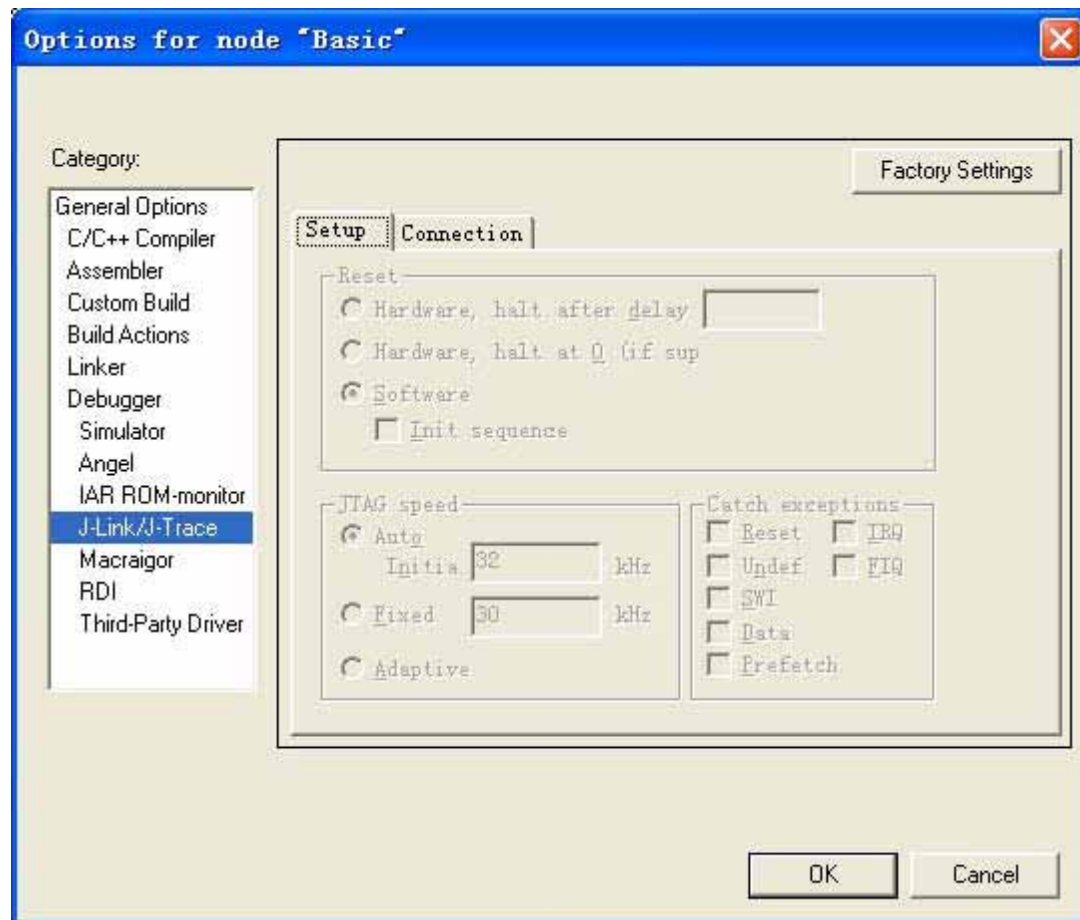 Options for node "Basic"
Category:
Factory Settings
General Options
C/C++ Compiler
Assembler
Custom Build
Build Actions
Linker
Debugger
Simulator
Angel
IAR ROM-monitor
J-Link/J-Trace
Macraigor
RDI
Third-Party Driver
Setup
Connection
Reset
Hardware, halt after delay
Hardware, halt at 0 (if sup
Software
Init sequence
JTAG speed
Auto
Initia 32 kHz
Fixed 30 kHz
Adaptive
Catch exceptions
Reset IRQ
Undef FIQ
SWI
Data
Prefetch
OK Cancel